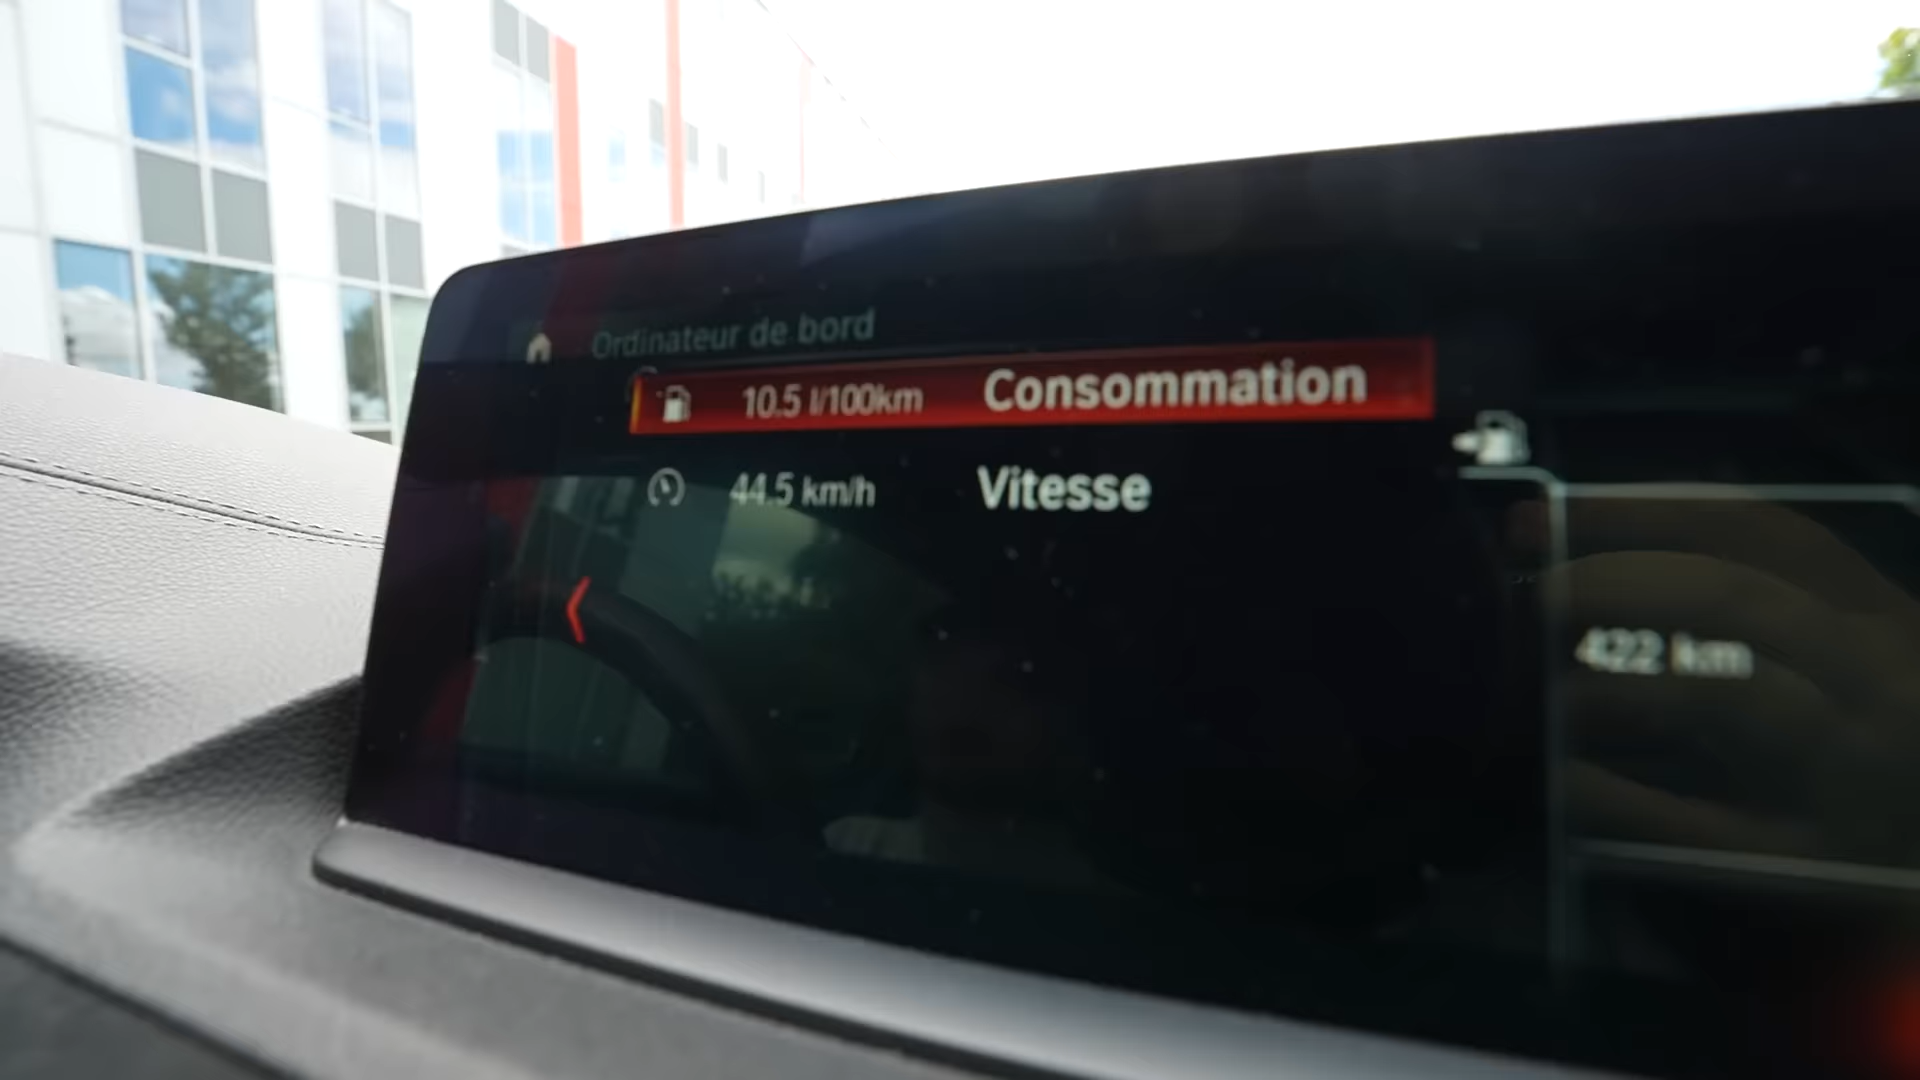 Ordinateur de bord
10.5 l/100km Consommation
44.5 km/h Vitesse
422 km